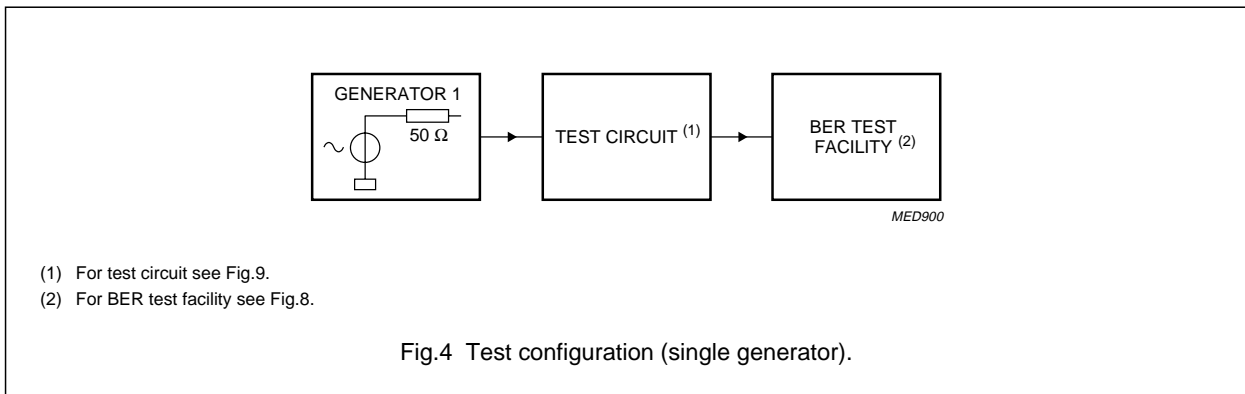 GENERATOR 1
50 Ω
TEST CIRCUIT (1)
BER TEST
FACILITY (2)
MED900
(1) For test circuit see Fig.9.
(2) For BER test facility see Fig.8.
Fig.4 Test configuration (single generator).